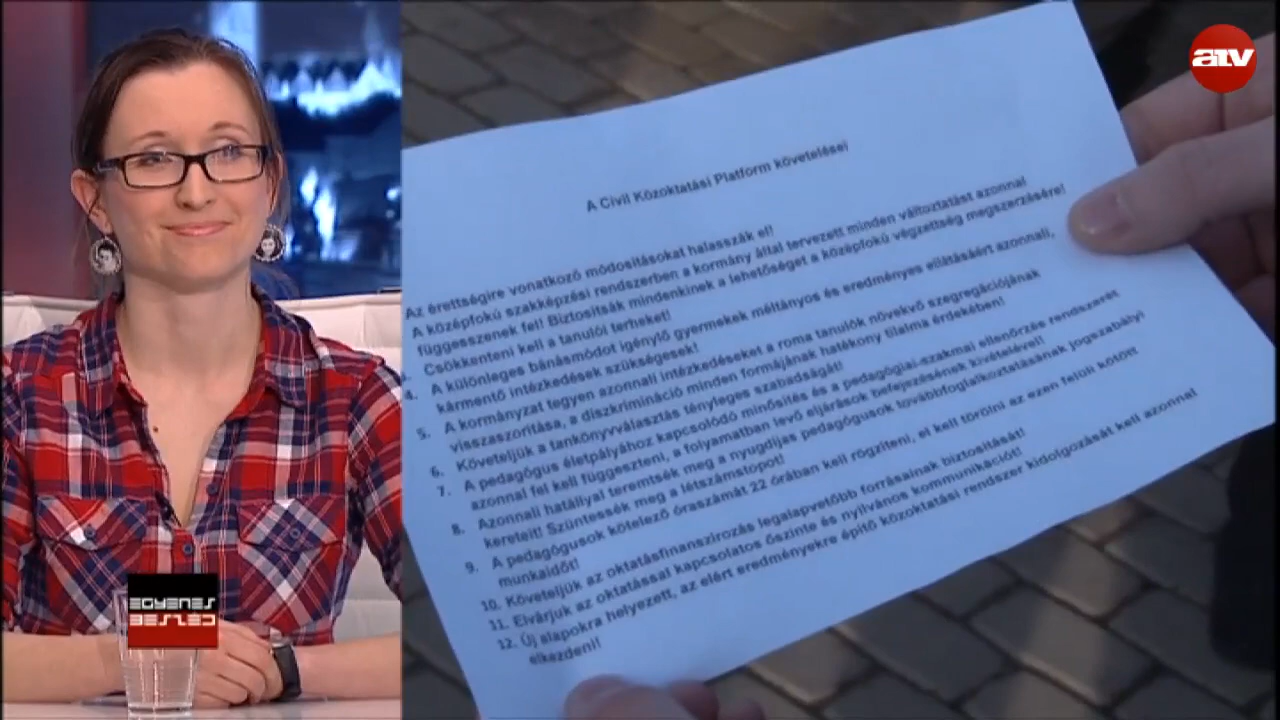 atv
A Civil Közoktatási Platform követelései
Az érettségire vonatkozó módosításokat halasszák el!
A középfokú szakképzési rendszerben a kormány által tervezett minden változtatást azonnal
függesszenek fel! Biztosítsák mindenkinek a lehetőséget a középfokú végzettség megszerzésére!
Csökkenteni kell a tanulói terheket!
4. A különleges bánásmódot igénylő gyermekek méltányos és eredményes ellátásáért azonnali,
kármentő intézkedések szükségesek!
5. A kormányzat tegyen azonnali intézkedéseket a roma tanulók növekvő szegregációjának
visszaszorítása, a diszkrimináció minden formájának hatékony tilalma érdekében!
6. Követeljük a tankönyvválasztás tényleges szabadságát!
7. A pedagógus életpályához kapcsolódó minősítés és a pedagógiai-szakmai ellenőrzés rendszerét
azonnal fel kell függeszteni, a folyamatban levő eljárások befejezésének kivételével!
8. Azonnali hatállyal teremtsék meg a nyugdíjas pedagógusok továbbfoglalkoztatásának jogszabályi
kereteit! Szüntessék meg a létszámstopot!
9. A pedagógusok kötelező óraszámát 22 órában kell rögzíteni, el kell törölni az ezen felüli kötött
munkaidőt!
10. Követeljük az oktatásfinanszírozás legalapvetőbb forrásainak biztosítását!
11. Elvárjuk az oktatással kapcsolatos őszinte és nyilvános kommunikációt!
12. Új alapokra helyezett, az elért eredményekre építő közoktatási rendszer kidolgozását kell azonnal
elkezdeni!
EGYENES
BESZÉD